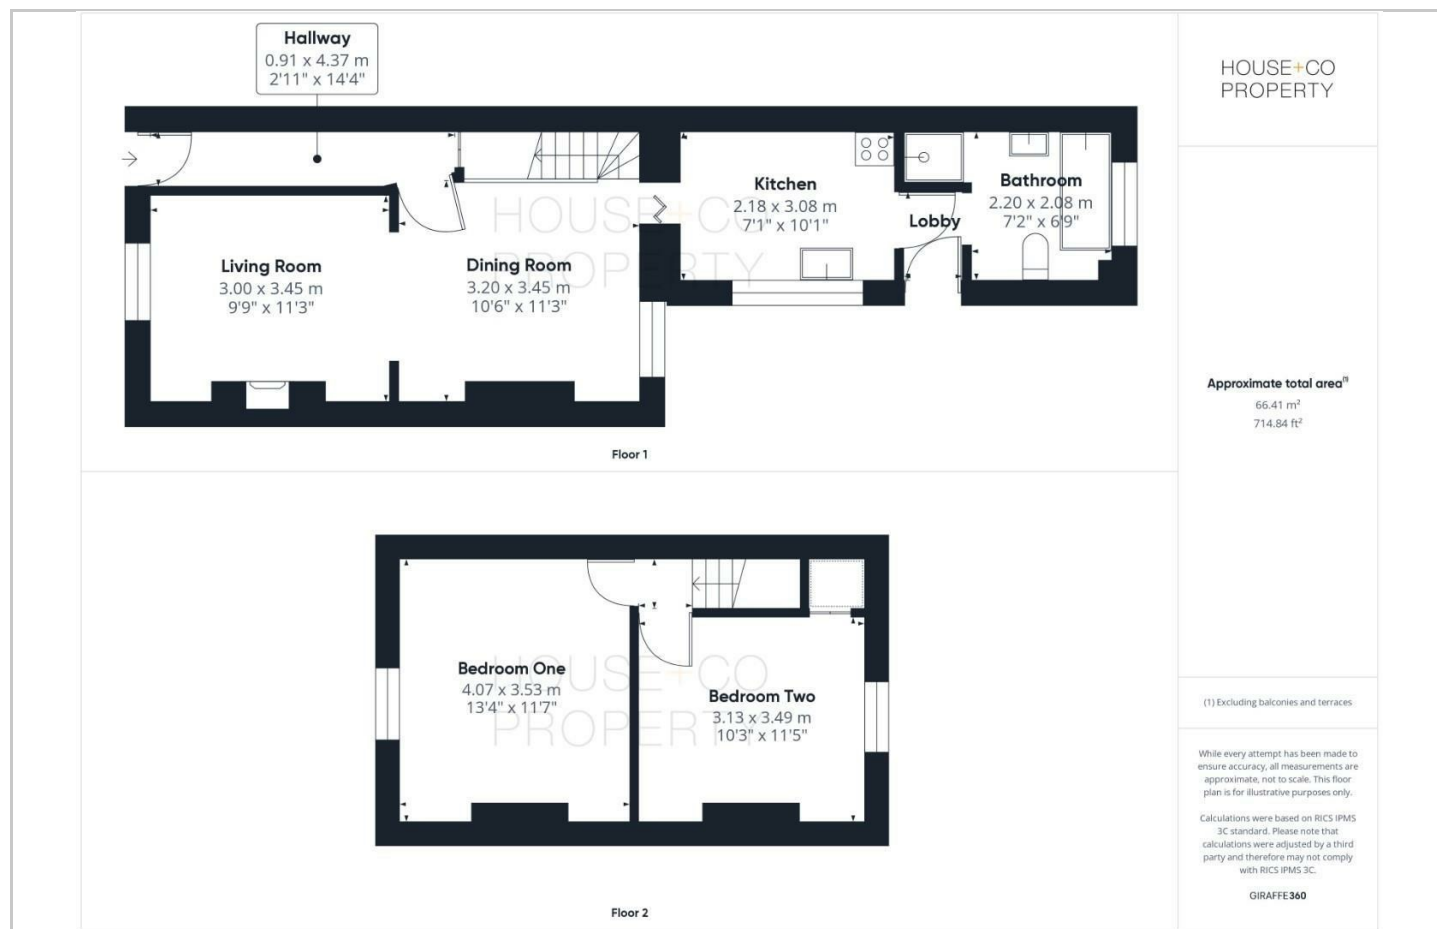 Hallway
0.91 x 4.37 m
2'11" x 14'4"
Living Room
3.00 x 3.45 m
9'9" x 11'3"
Dining Room
3.20 x 3.45 m
10'6" x 11'3"
Kitchen
2.18 x 3.08 m
7'1" x 10'1"
Lobby
Bathroom
2.20 x 2.08 m
7'2" x 6'9"
HOUSE+CO
PROPERTY
Floor 1
Bedroom One
4.07 x 3.53 m
13'4" x 11'7"
Bedroom Two
3.13 x 3.49 m
10'3" x 11'5"
HOUSE+CO
PROPERTY
Floor 2
HOUSE+CO
PROPERTY
Approximate total area(1)
66.41 m²
714.84 ft²
(1) Excluding balconies and terraces
While every attempt has been made to
ensure accuracy, all measurements are
approximate, not to scale. This floor
plan is for illustrative purposes only.
Calculations were based on RICS IPMS
3C standard. Please note that
calculations were adjusted by a third
party and therefore may not comply
with RICS IPMS 3C.
GIRAFFE360